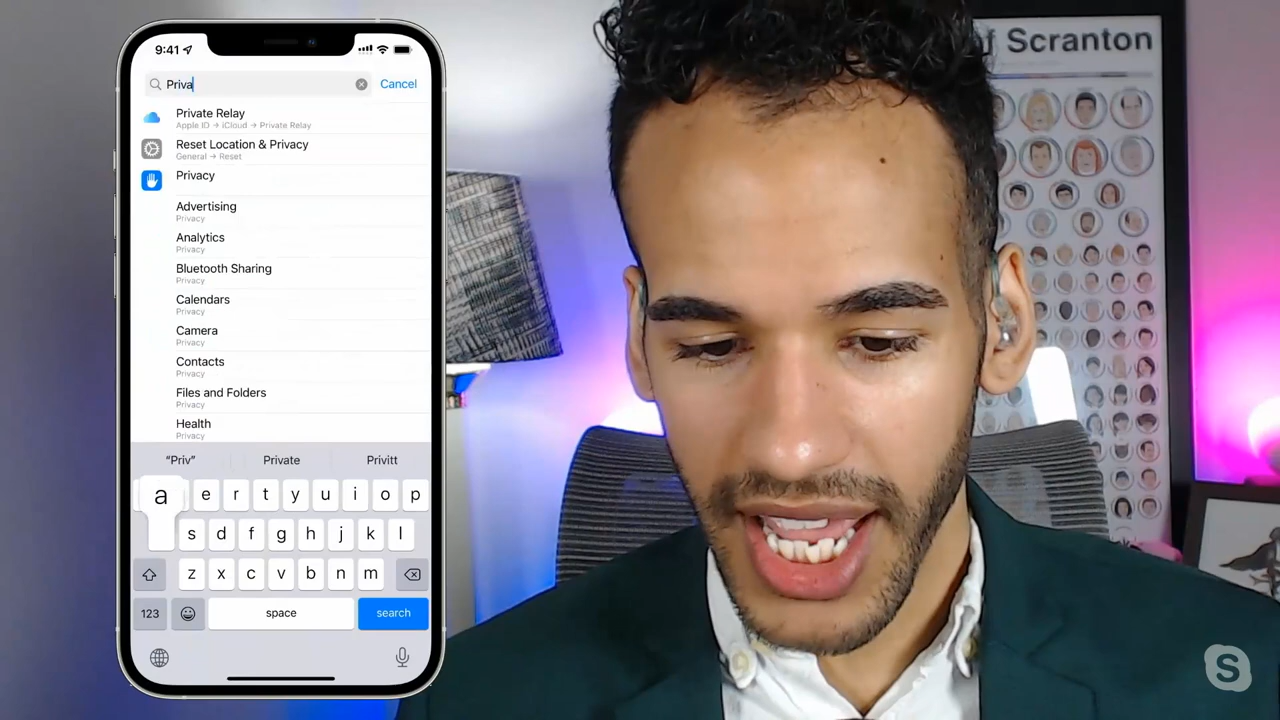 of Scranton
9:41
Priva
Cancel
Private Relay
Apple ID → iCloud → Private Relay
Reset Location & Privacy
General → Reset
Privacy
Advertising
Privacy
Analytics
Privacy
Bluetooth Sharing
Privacy
Calendars
Privacy
Camera
Privacy
Contacts
Privacy
Files and Folders
Privacy
Health
Privacy
“Priv” Private Privitt
a e r t y u i o p
s d f g h j k l
z x c v b n m
123 space search
S